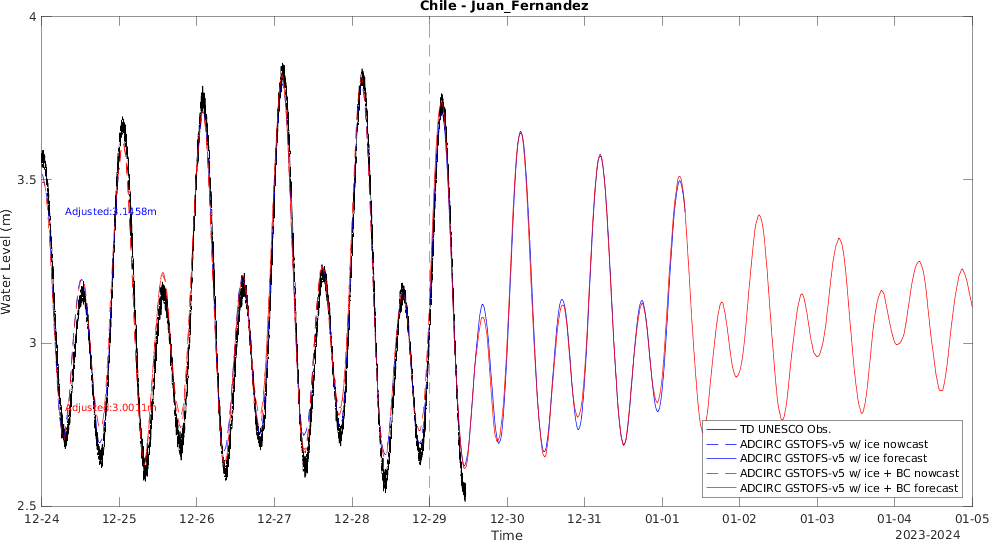 Chile - Juan_Fernandez
4
3.5
3
2.5
Water Level (m)
Adjusted:3.1458m
Adjusted:3.0011m
TD UNESCO Obs.
ADCIRC GSTOFS-v5 w/ ice nowcast
ADCIRC GSTOFS-v5 w/ ice forecast
ADCIRC GSTOFS-v5 w/ ice + BC nowcast
ADCIRC GSTOFS-v5 w/ ice + BC forecast
12-24 12-25 12-26 12-27 12-28 12-29 12-30 12-31 01-01 01-02 01-03 01-04 01-05
Time
2023-2024